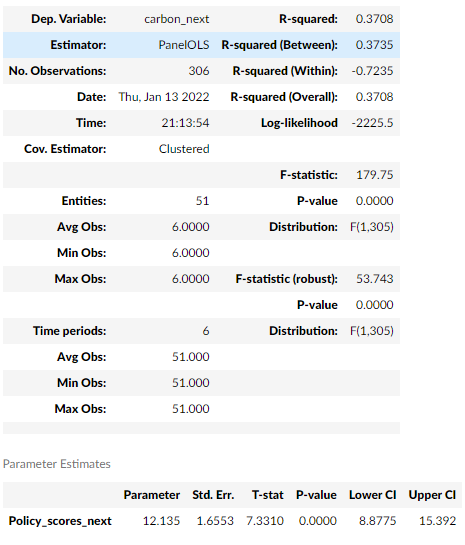 Dep. Variable: carbon_next R-squared: 0.3708
Estimator: PanelOLS R-squared (Between): 0.3735
No. Observations: 306 R-squared (Within): -0.7235
Date: Thu, Jan 13 2022 R-squared (Overall): 0.3708
Time: 21:13:54 Log-likelihood -2225.5
Cov. Estimator: Clustered
F-statistic: 179.75
Entities: 51 P-value 0.0000
Avg Obs: 6.0000 Distribution: F(1,305)
Min Obs: 6.0000
Max Obs: 6.0000 F-statistic (robust): 53.743
P-value 0.0000
Time periods: 6 Distribution: F(1,305)
Avg Obs: 51.000
Min Obs: 51.000
Max Obs: 51.000
Parameter Estimates
Parameter Std. Err. T-stat P-value Lower CI Upper CI
Policy_scores_next 12.135 1.6553 7.3310 0.0000 8.8775 15.392